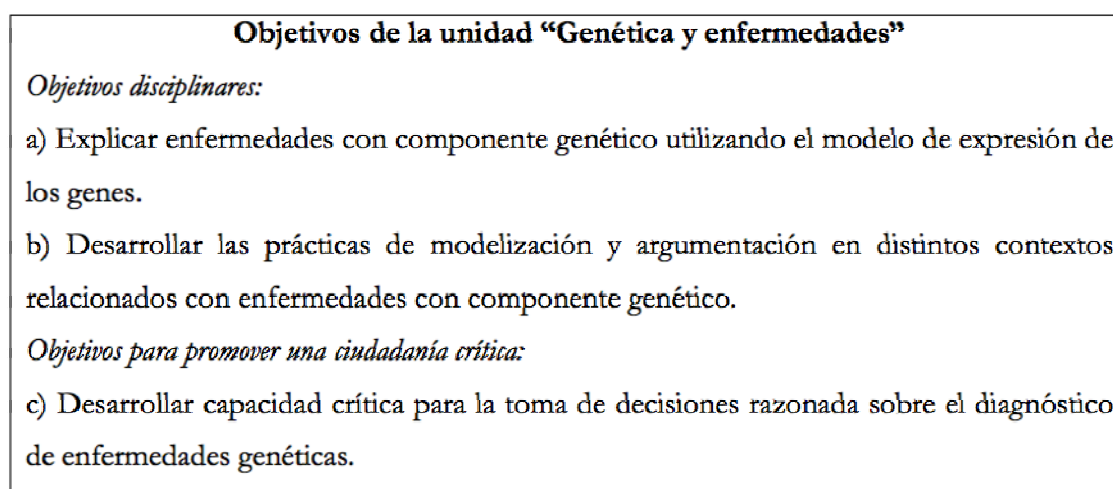 Objetivos de la unidad “Genética y enfermedades”
Objetivos disciplinares:
a) Explicar enfermedades con componente genético utilizando el modelo de expresión de
los genes.
b) Desarrollar las prácticas de modelización y argumentación en distintos contextos
relacionados con enfermedades con componente genético.
Objetivos para promover una ciudadanía crítica:
c) Desarrollar capacidad crítica para la toma de decisiones razonada sobre el diagnóstico
de enfermedades genéticas.